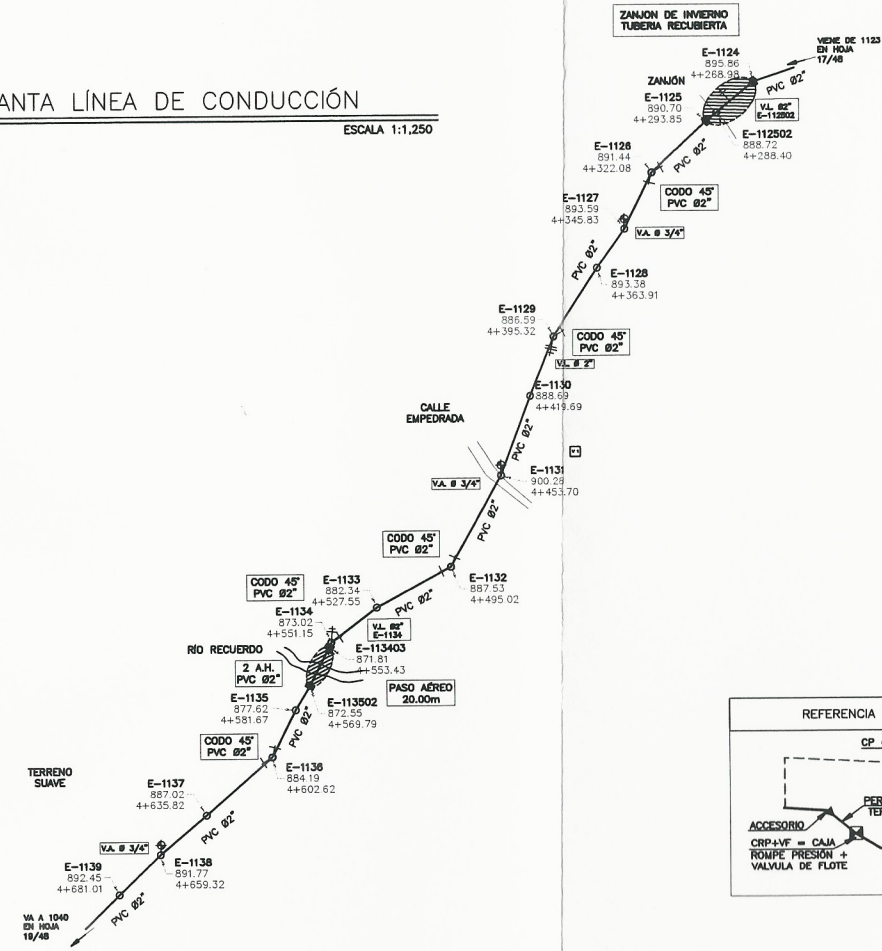 ZANJON DE INVIERNO
TUBERIA RECUBIERTA
VIENE DE 1123
EN HOJA
17/48
E-1124
895.86
4+268.98
PVC Ø2"
ANTA LÍNEA DE CONDUCCIÓN
ESCALA 1:1,250
ZANJÓN
E-1125
890.70
4+293.85
V.L. Ø2"
E-112502
E-112502
888.72
4+288.40
PVC Ø2"
E-1126
891.44
4+322.08
CODO 45°
PVC Ø2"
E-1127
893.59
4+345.83
V.A. Ø 3/4"
PVC Ø2"
E-1128
893.38
4+363.91
E-1129
886.59
4+395.32
CODO 45°
PVC Ø2"
V.L. Ø 2"
E-1130
888.69
4+419.69
CALLE
EMPEDRADA
PVC Ø2"
E-1131
900.28
4+453.70
V.A. Ø 3/4"
PVC Ø2"
CODO 45°
PVC Ø2"
E-1132
887.53
4+495.02
E-1133
882.34
4+527.55
PVC Ø2"
CODO 45°
PVC Ø2"
E-1134
873.02
4+551.15
V.L. Ø2"
E-1134
RÍO RECUERDO
E-113403
871.81
4+553.43
2 A.H.
PVC Ø2"
PASO AÉREO
20.00m
E-113502
872.55
4+569.79
E-1135
877.62
4+581.67
PVC Ø2"
CODO 45°
PVC Ø2"
E-1136
884.19
4+602.62
TERRENO
SUAVE
E-1137
887.02
4+635.82
PVC Ø2"
V.A. Ø 3/4"
E-1138
891.77
4+659.32
E-1139
892.45
4+681.01
PVC Ø2"
VA A 1040
EN HOJA
19/48
REFERENCIA
CP
PER
TER
ACCESORIO
CRP+VF = CAJA
ROMPE PRESIÓN +
VALVULA DE FLOTE